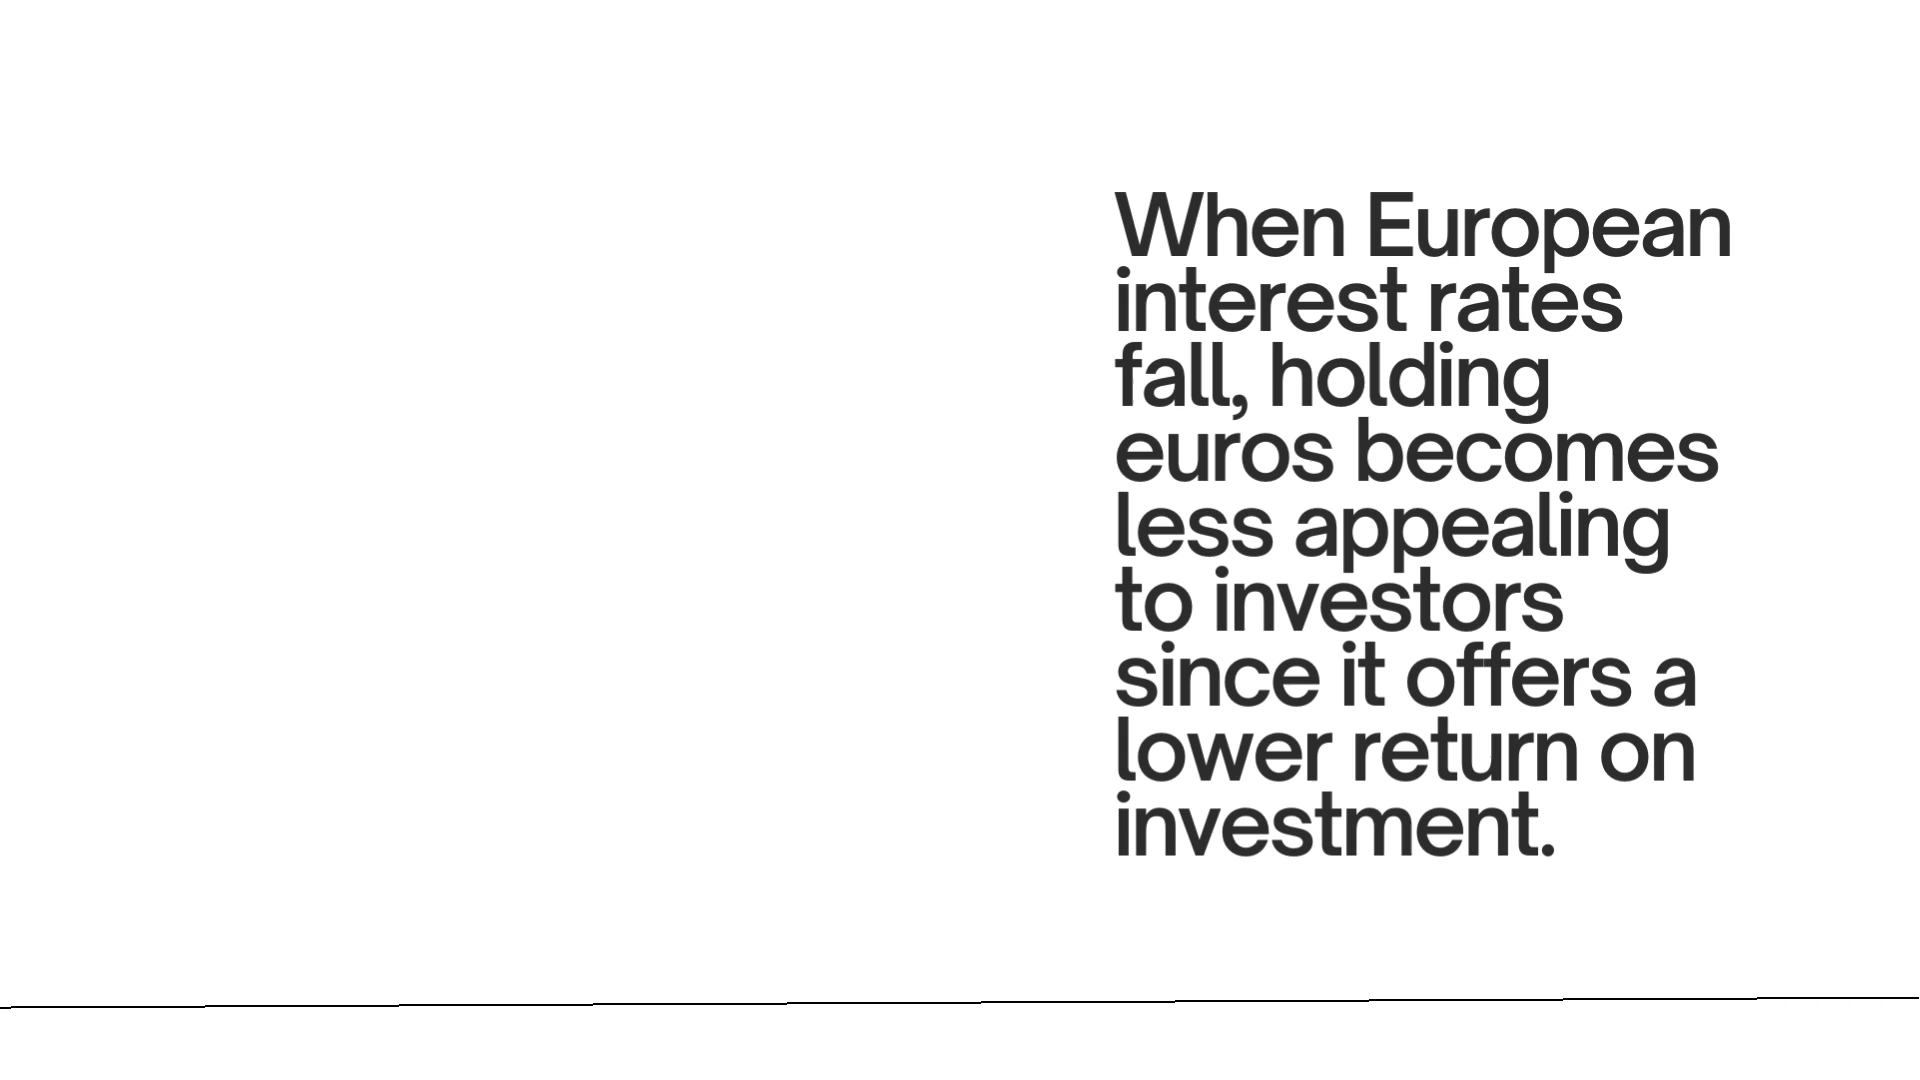 When European
interest rates
fall, holding
euros becomes
less appealing
to investors
since it offers a
lower return on
investment.